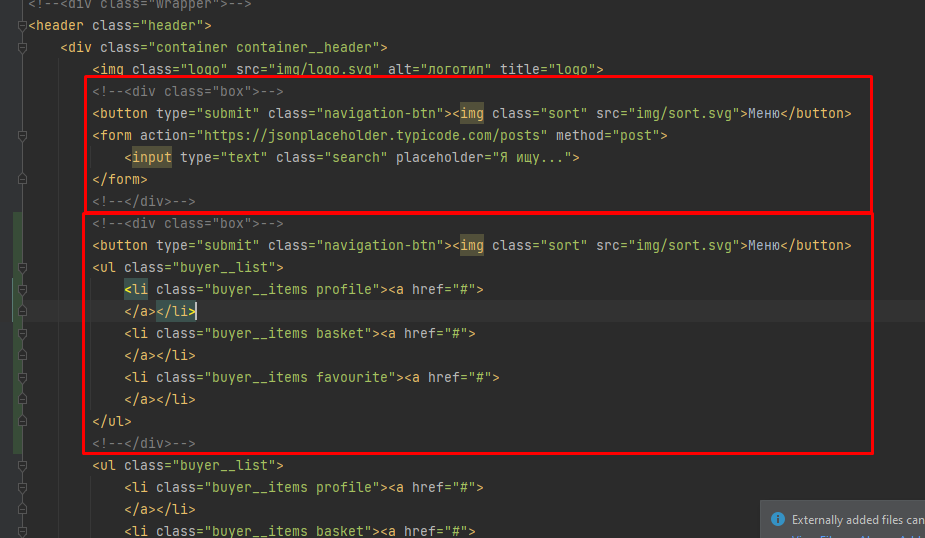 <!--<div class="wrapper">-->
<header class="header">
<div class="container container__header">
<img class="logo" src="img/logo.svg" alt="логотип" title="logo">
<!--<div class="box">-->
<button type="submit" class="navigation-btn"><img class="sort" src="img/sort.svg">Меню</button>
<form action="https://jsonplaceholder.typicode.com/posts" method="post">
<input type="text" class="search" placeholder="Я ищу...">
</form>
<!--</div>-->
<!--<div class="box">-->
<button type="submit" class="navigation-btn"><img class="sort" src="img/sort.svg">Меню</button>
<ul class="buyer__list">
<li class="buyer__items profile"><a href="#">
</a></li>
<li class="buyer__items basket"><a href="#">
</a></li>
<li class="buyer__items favourite"><a href="#">
</a></li>
</ul>
<!--</div>-->
<ul class="buyer__list">
<li class="buyer__items profile"><a href="#">
</a></li>
<li class="buyer__items basket"><a href="#">
Externally added files can